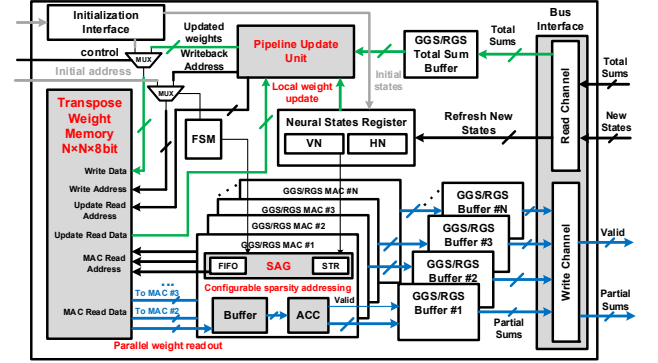 Initialization
Interface
Updated
weights
Writeback
Address
Pipeline Update
Unit
GGS/RGS
Total Sum
Buffer
Total
Sums
Bus
Interface
control
MUX
Initial address
MUX
Local weight
update
Initial
states
Read Channel
Total
Sums
Transpose
Weight
Memory
N×N×8bit
FSM
Neural States Register
VN
HN
Refresh New
States
New
States
Write Data
Write Address
Update Read
Address
Update Read Data
MAC Read
Address
GGS/RGS MAC #N
GGS/RGS MAC #3
GGS/RGS MAC #2
GGS/RGS MAC #1
FIFO
SAG
STR
Configurable sparsity addressing
GGS/RGS
Buffer #N
GGS/RGS
Buffer #3
GGS/RGS
Buffer #2
GGS/RGS
Buffer #1
Write Channel
Valid
Partial
Sums
...
To MAC #3
To MAC #2
MAC Read Data
Buffer
ACC
Valid
Partial
Sums
Parallel weight readout